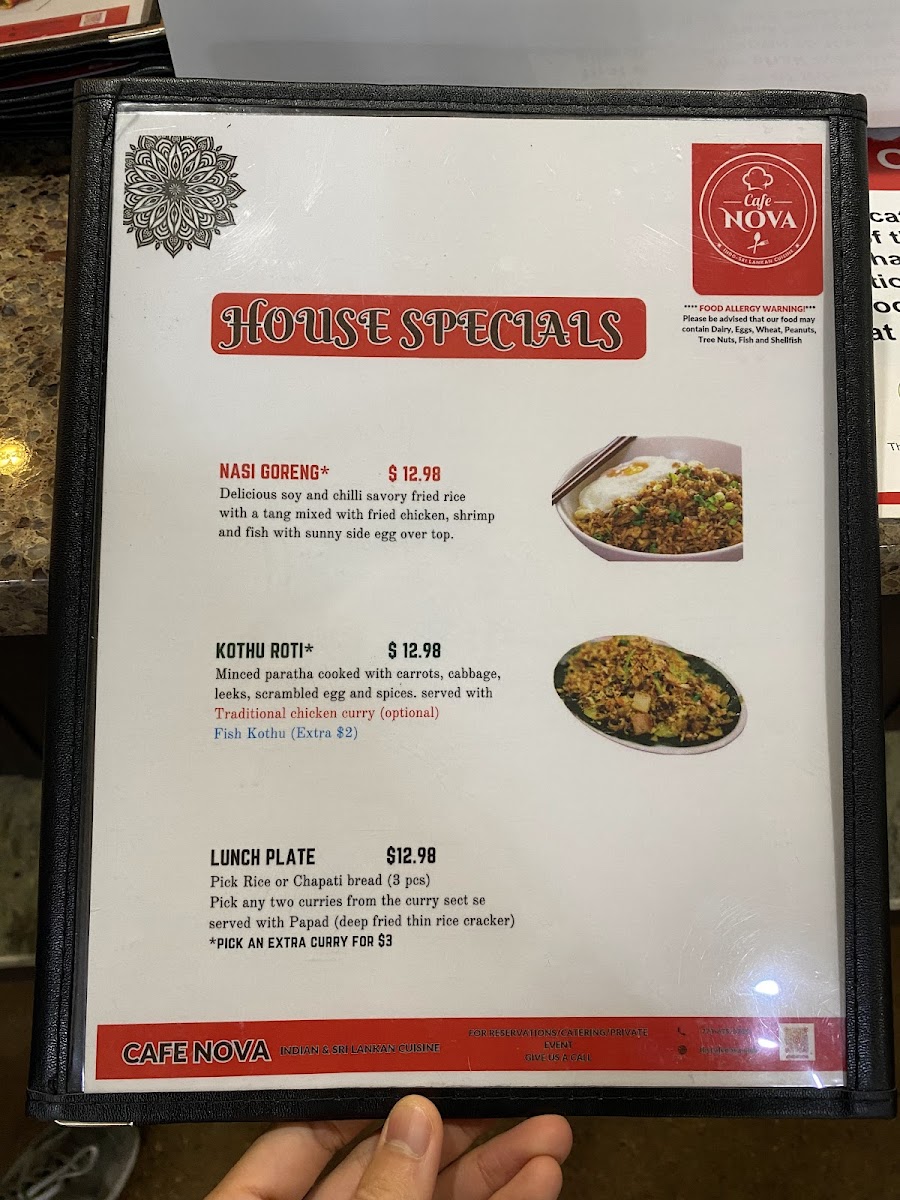 Cafe
NOVA
INDO-SRI LANKAN CUISINE
**** FOOD ALLERGY WARNING!***
Please be advised that our food may
contain Dairy, Eggs, Wheat, Peanuts,
Tree Nuts, Fish and Shellfish
HOUSE SPECIALS
NASI GORENG* $ 12.98
Delicious soy and chilli savory fried rice
with a tang mixed with fried chicken, shrimp
and fish with sunny side egg over top.
KOTHU ROTI* $ 12.98
Minced paratha cooked with carrots, cabbage,
leeks, scrambled egg and spices. served with
Traditional chicken curry (optional)
Fish Kothu (Extra $2)
LUNCH PLATE $12.98
Pick Rice or Chapati bread (3 pcs)
Pick any two curries from the curry sect se
served with Papad (deep fried thin rice cracker)
*PICK AN EXTRA CURRY FOR $3
CAFE NOVA INDIAN & SRI LANKAN CUISINE
FOR RESERVATIONS/CATERING/PRIVATE
EVENT
GIVE US A CALL